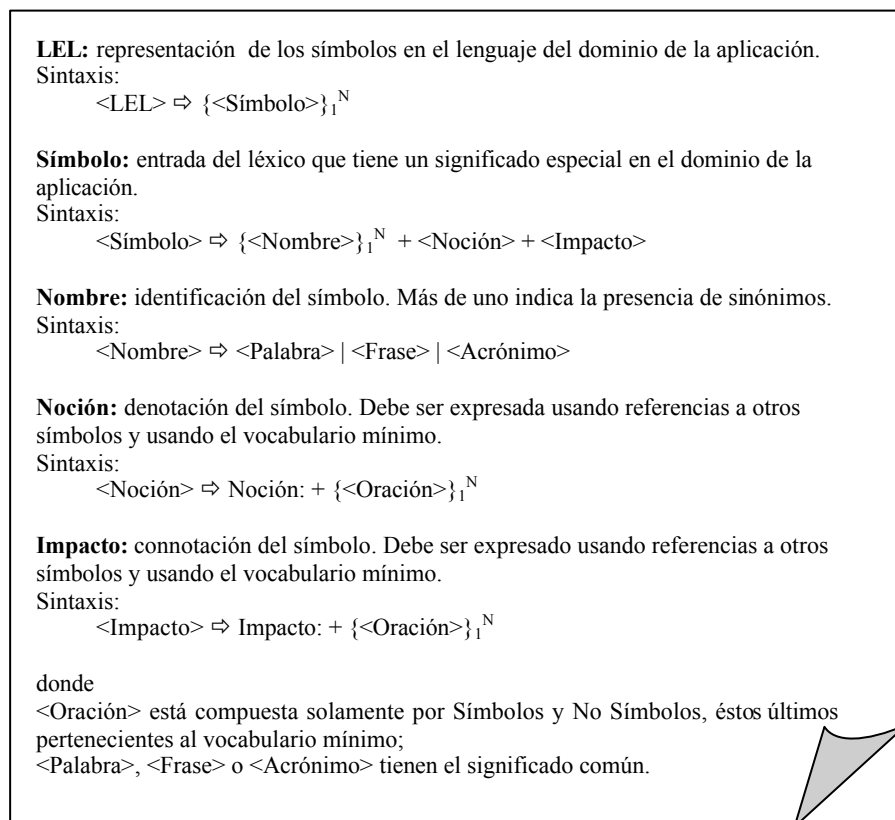 LEL: representación de los símbolos en el lenguaje del dominio de la aplicación.
Sintaxis:
<LEL> ⇨ {<Símbolo>}₁ᴺ
Símbolo: entrada del léxico que tiene un significado especial en el dominio de la
aplicación.
Sintaxis:
<Símbolo> ⇨ {<Nombre>}₁ᴺ + <Noción> + <Impacto>
Nombre: identificación del símbolo. Más de uno indica la presencia de sinónimos.
Sintaxis:
<Nombre> ⇨ <Palabra> | <Frase> | <Acrónimo>
Noción: denotación del símbolo. Debe ser expresada usando referencias a otros
símbolos y usando el vocabulario mínimo.
Sintaxis:
<Noción> ⇨ Noción: + {<Oración>}₁ᴺ
Impacto: connotación del símbolo. Debe ser expresado usando referencias a otros
símbolos y usando el vocabulario mínimo.
Sintaxis:
<Impacto> ⇨ Impacto: + {<Oración>}₁ᴺ
donde
<Oración> está compuesta solamente por Símbolos y No Símbolos, éstos últimos
pertenecientes al vocabulario mínimo;
<Palabra>, <Frase> o <Acrónimo> tienen el significado común.